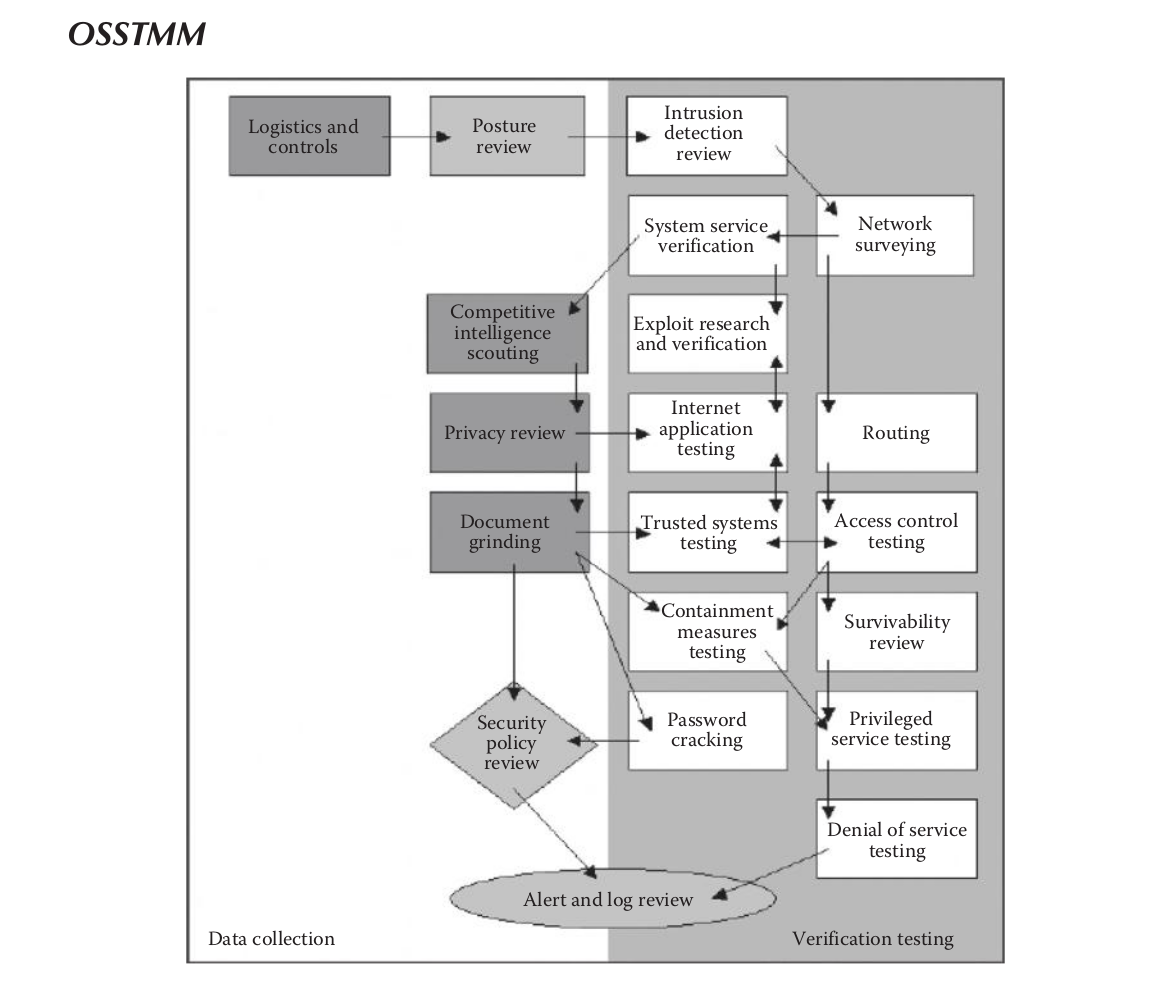 OSSTMM
Logistics and
controls
Posture
review
Intrusion
detection
review
System service
verification
Network
surveying
Competitive
intelligence
scouting
Exploit research
and verification
Privacy review
Internet
application
testing
Routing
Document
grinding
Trusted systems
testing
Access control
testing
Containment
measures
testing
Survivability
review
Security
policy
review
Password
cracking
Privileged
service testing
Denial of service
testing
Alert and log review
Data collection
Verification testing